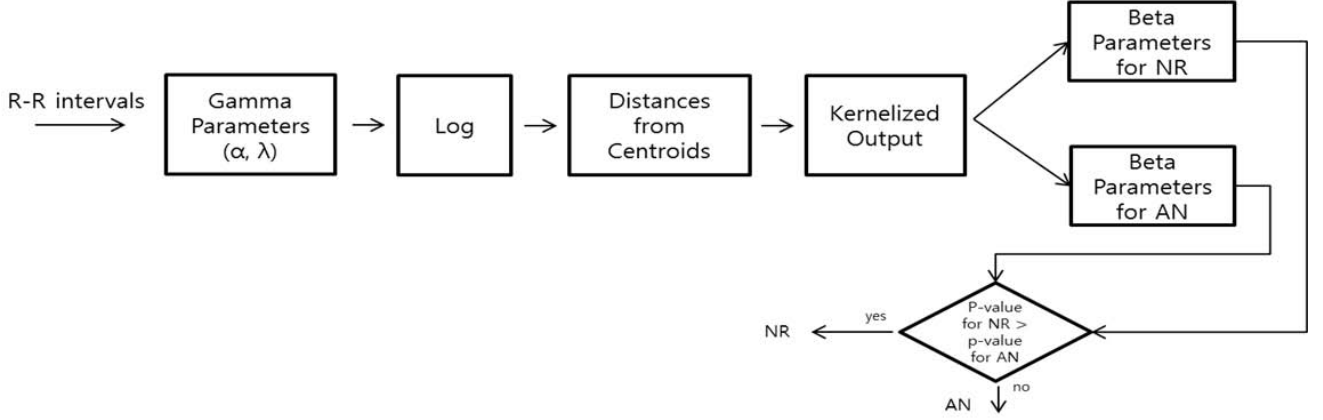 R-R intervals
Gamma
Parameters
(α, λ)
Log
Distances
from
Centroids
Kernelized
Output
Beta
Parameters
for NR
Beta
Parameters
for AN
P-value
for NR >
p-value
for AN
yes
NR
no
AN